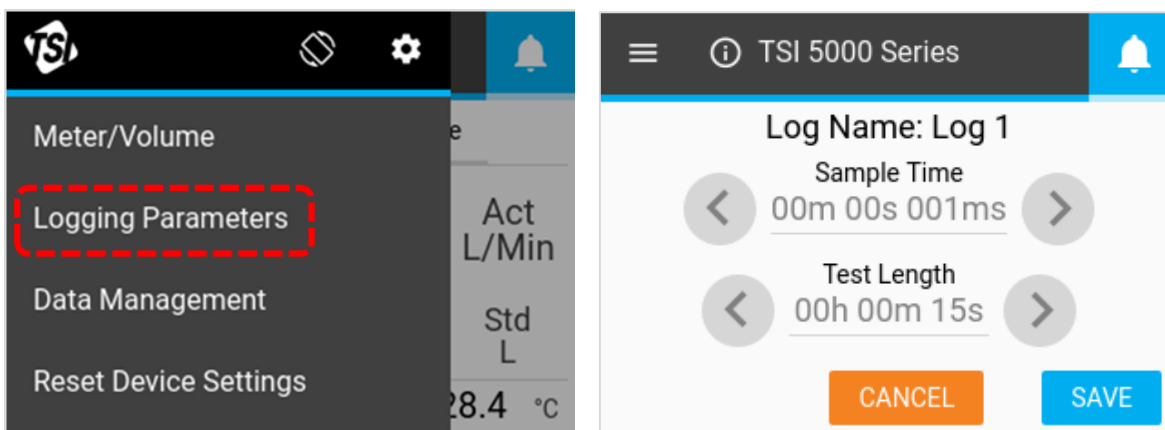 TSI
Meter/Volume
Logging Parameters
Data Management
Reset Device Settings
e
Act
L/Min
Std
L
28.4 °C
TSI 5000 Series
Log Name: Log 1
Sample Time
00m 00s 001ms
Test Length
00h 00m 15s
CANCEL
SAVE